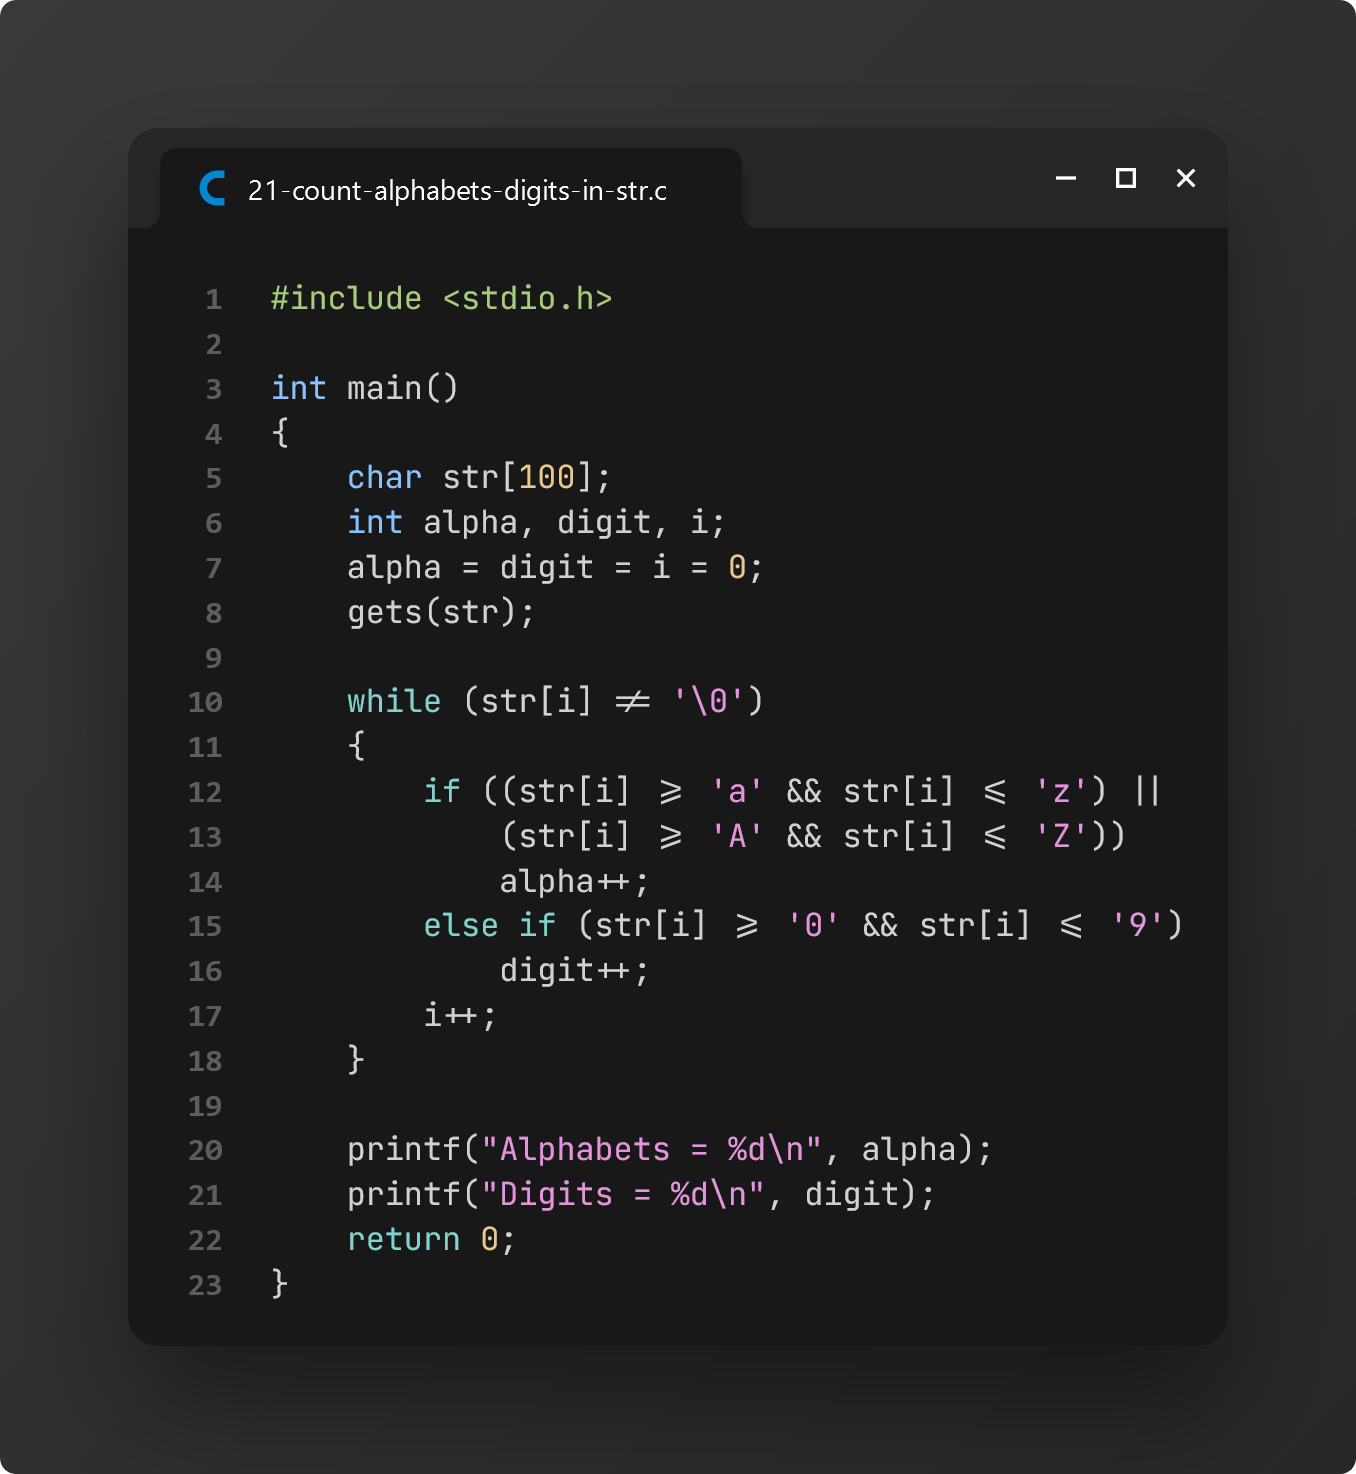 21-count-alphabets-digits-in-str.c
1 #include <stdio.h>
2
3 int main()
4 {
5     char str[100];
6     int alpha, digit, i;
7     alpha = digit = i = 0;
8     gets(str);
9
10     while (str[i] != '\0')
11     {
12         if ((str[i] >= 'a' && str[i] <= 'z') ||
13             (str[i] >= 'A' && str[i] <= 'Z'))
14             alpha++;
15         else if (str[i] >= '0' && str[i] <= '9')
16             digit++;
17         i++;
18     }
19
20     printf("Alphabets = %d\n", alpha);
21     printf("Digits = %d\n", digit);
22     return 0;
23 }